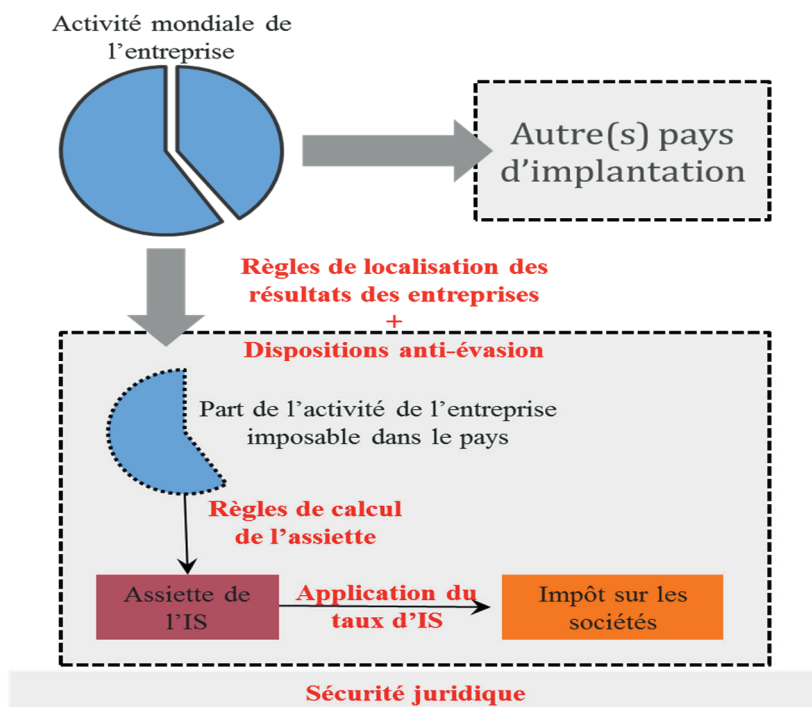 Activité mondiale de
l’entreprise
Autre(s) pays
d’implantation
Règles de localisation des
résultats des entreprises
+
Dispositions anti-évasion
Part de l’activité de l’entreprise
imposable dans le pays
Règles de calcul
de l’assiette
Assiette de
l’IS
Application du
taux d’IS
Impôt sur les
sociétés
Sécurité juridique